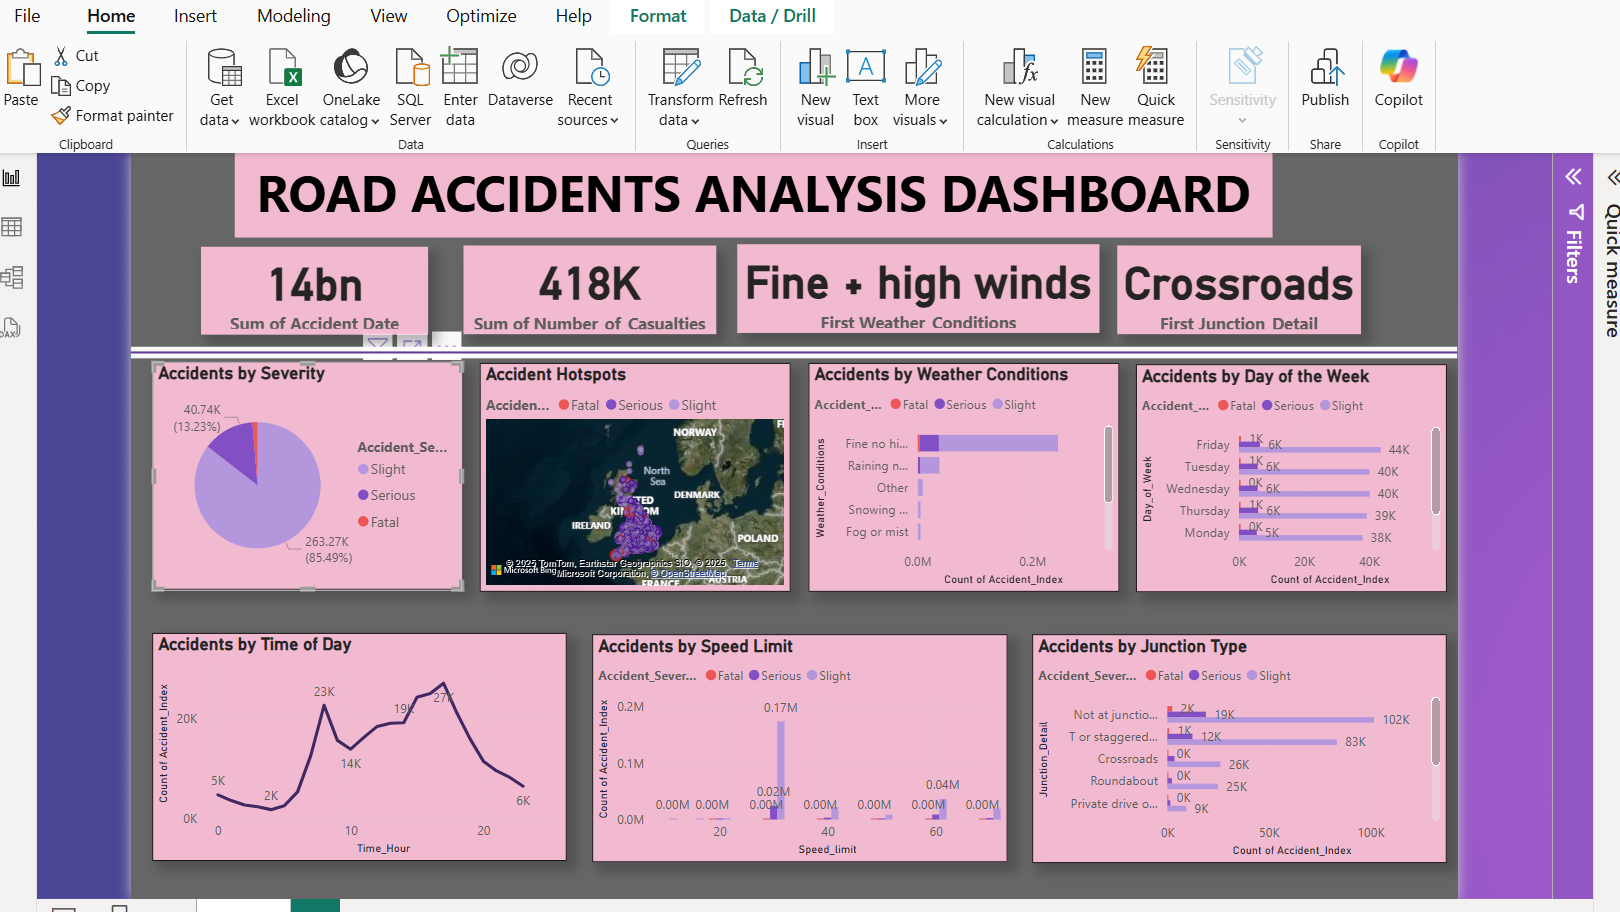 File Home Insert Modeling View Optimize Help Format Data / Drill
Paste
Cut
Copy
Format painter
Clipboard
Get data
Excel workbook
OneLake catalog
SQL Server
Enter data
Dataverse
Recent sources
Data
Transform data
Refresh
Queries
New visual
Text box
More visuals
Insert
New visual calculation
New measure
Quick measure
Calculations
Sensitivity
Sensitivity
Publish
Share
Copilot
Copilot
ROAD ACCIDENTS ANALYSIS DASHBOARD
14bn
Sum of Accident Date
418K
Sum of Number of Casualties
Fine + high winds
First Weather Conditions
Crossroads
First Junction Detail
Filters
Quick measure
Accidents by Severity
40.74K
(13.23%)
263.27K
(85.49%)
Accident_Se...
Slight
Serious
Fatal
Accident Hotspots
Acciden... Fatal Serious Slight
NORWAY
North
Sea
DENMARK
IRELAND
POLAND
© 2025 TomTom, Earthstar Geographics SIO, © 2025 Terms
Microsoft Bing
Microsoft Corporation, © OpenStreetMap
FRANCE
AUSTRIA
Accidents by Weather Conditions
Accident_... Fatal Serious Slight
Weather_Conditions
Fine no hi...
Raining n...
Other
Snowing ...
Fog or mist
0.0M 0.2M
Count of Accident_Index
Accidents by Day of the Week
Accident_... Fatal Serious Slight
Day_of_Week
Friday 1K 6K 44K
Tuesday 1K 6K 40K
Wednesday 0K 6K 40K
Thursday 1K 6K 39K
Monday 0K 5K 38K
0K 20K 40K
Count of Accident_Index
Accidents by Time of Day
Count of Accident_Index
20K
0K
5K
2K
23K
14K
19K
27K
6K
0 10 20
Time_Hour
Accidents by Speed Limit
Accident_Sever... Fatal Serious Slight
Count of Accident_Index
0.2M
0.1M
0.0M
0.17M
0.02M
0.04M
0.00M 0.00M 0.00M 0.00M 0.00M 0.00M 0.00M
20 40 60
Speed_limit
Accidents by Junction Type
Accident_Sever... Fatal Serious Slight
Junction_Detail
Not at junctio... 2K 19K 102K
T or staggered... 1K 12K 83K
Crossroads 0K 26K
Roundabout 0K 25K
Private drive o... 0K 9K
0K 50K 100K
Count of Accident_Index